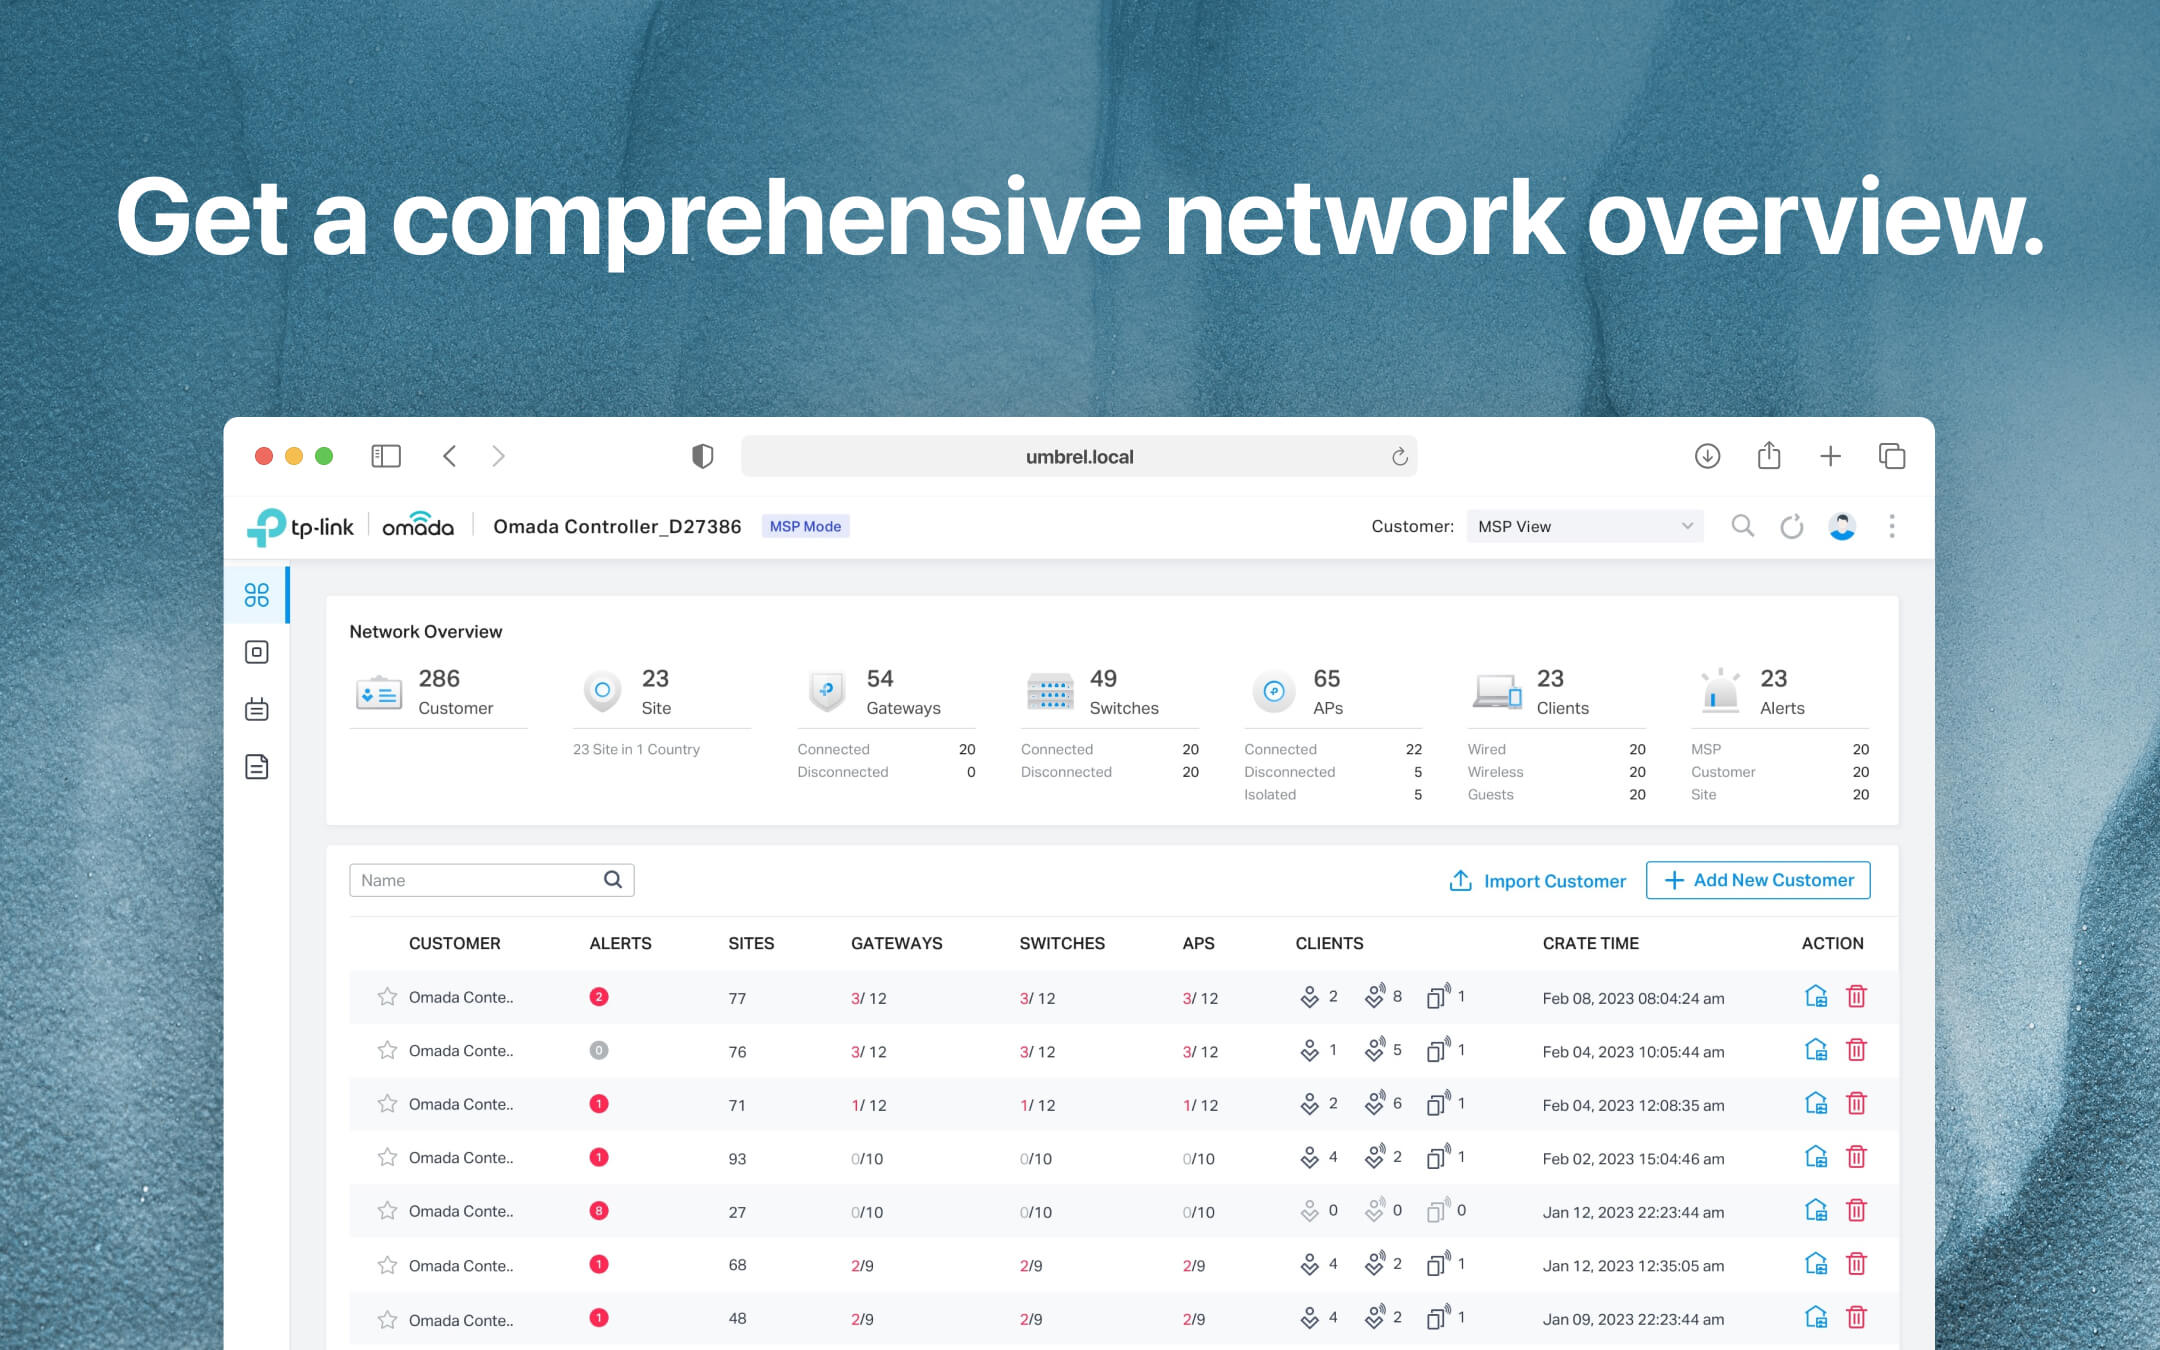 Get a comprehensive network overview.
umbrel.local
tp-link omada Omada Controller_D27386 MSP Mode Customer: MSP View
Network Overview
286 Customer
23 Site
23 Site in 1 Country
54 Gateways
Connected 20
Disconnected 0
49 Switches
Connected 20
Disconnected 20
65 APs
Connected 22
Disconnected 5
Isolated 5
23 Clients
Wired 20
Wireless 20
Guests 20
23 Alerts
MSP 20
Customer 20
Site 20
Name Import Customer + Add New Customer
CUSTOMER ALERTS SITES GATEWAYS SWITCHES APS CLIENTS CRATE TIME ACTION
Omada Conte.. 2 77 3/ 12 3/ 12 3/ 12 2 8 1 Feb 08, 2023 08:04:24 am
Omada Conte.. 0 76 3/ 12 3/ 12 3/ 12 1 5 1 Feb 04, 2023 10:05:44 am
Omada Conte.. 1 71 1/ 12 1/ 12 1/ 12 2 6 1 Feb 04, 2023 12:08:35 am
Omada Conte.. 1 93 0/10 0/10 0/10 4 2 1 Feb 02, 2023 15:04:46 am
Omada Conte.. 8 27 0/10 0/10 0/10 0 0 0 Jan 12, 2023 22:23:44 am
Omada Conte.. 1 68 2/9 2/9 2/9 4 2 1 Jan 12, 2023 12:35:05 am
Omada Conte.. 1 48 2/9 2/9 2/9 4 2 1 Jan 09, 2023 22:23:44 am